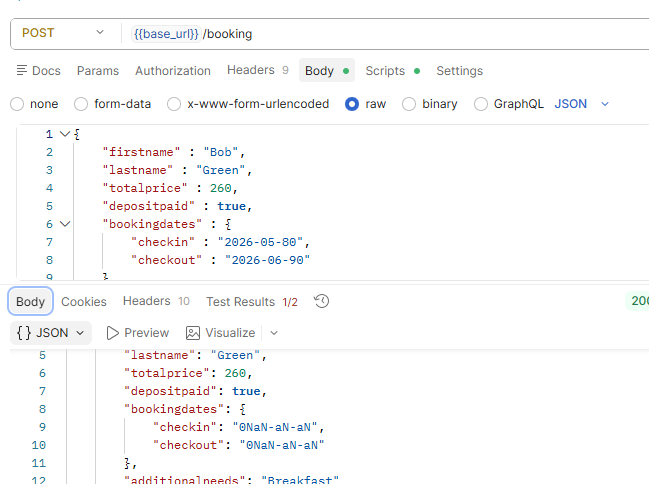 POST {{base_url}} /booking
Docs Params Authorization Headers 9 Body Scripts Settings
none form-data x-www-form-urlencoded raw binary GraphQL JSON
1 {
2 "firstname" : "Bob",
3 "lastname" : "Green",
4 "totalprice" : 260,
5 "depositpaid" : true,
6 "bookingdates" : {
7 "checkin" : "2026-05-80",
8 "checkout" : "2026-06-90"
9 }
Body Cookies Headers 10 Test Results 1/2 200
{} JSON Preview Visualize
5 "lastname": "Green",
6 "totalprice": 260,
7 "depositpaid": true,
8 "bookingdates": {
9 "checkin": "0NaN-aN-aN",
10 "checkout": "0NaN-aN-aN"
11 },
12 "additionalneeds": "Breakfast"